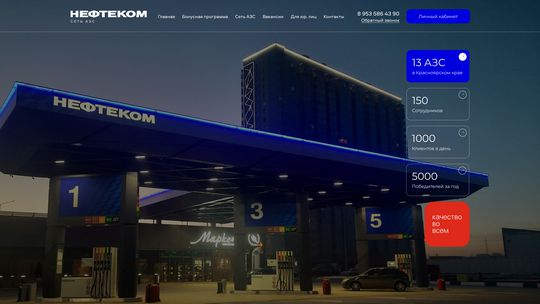 НЕФТЕКОМ
СЕТЬ АЗС
Главная Бонусная программа Сеть АЗС Вакансии Для юр. лиц Контакты
8 953 586 43 90
Обратный звонок
Личный кабинет
13 АЗС
в Красноярском крае
150
Сотрудников
1000
Клиентов в день
5000
Победителей за год
качество
во
всем
НЕФТЕКОМ
1
3
5
Маркет